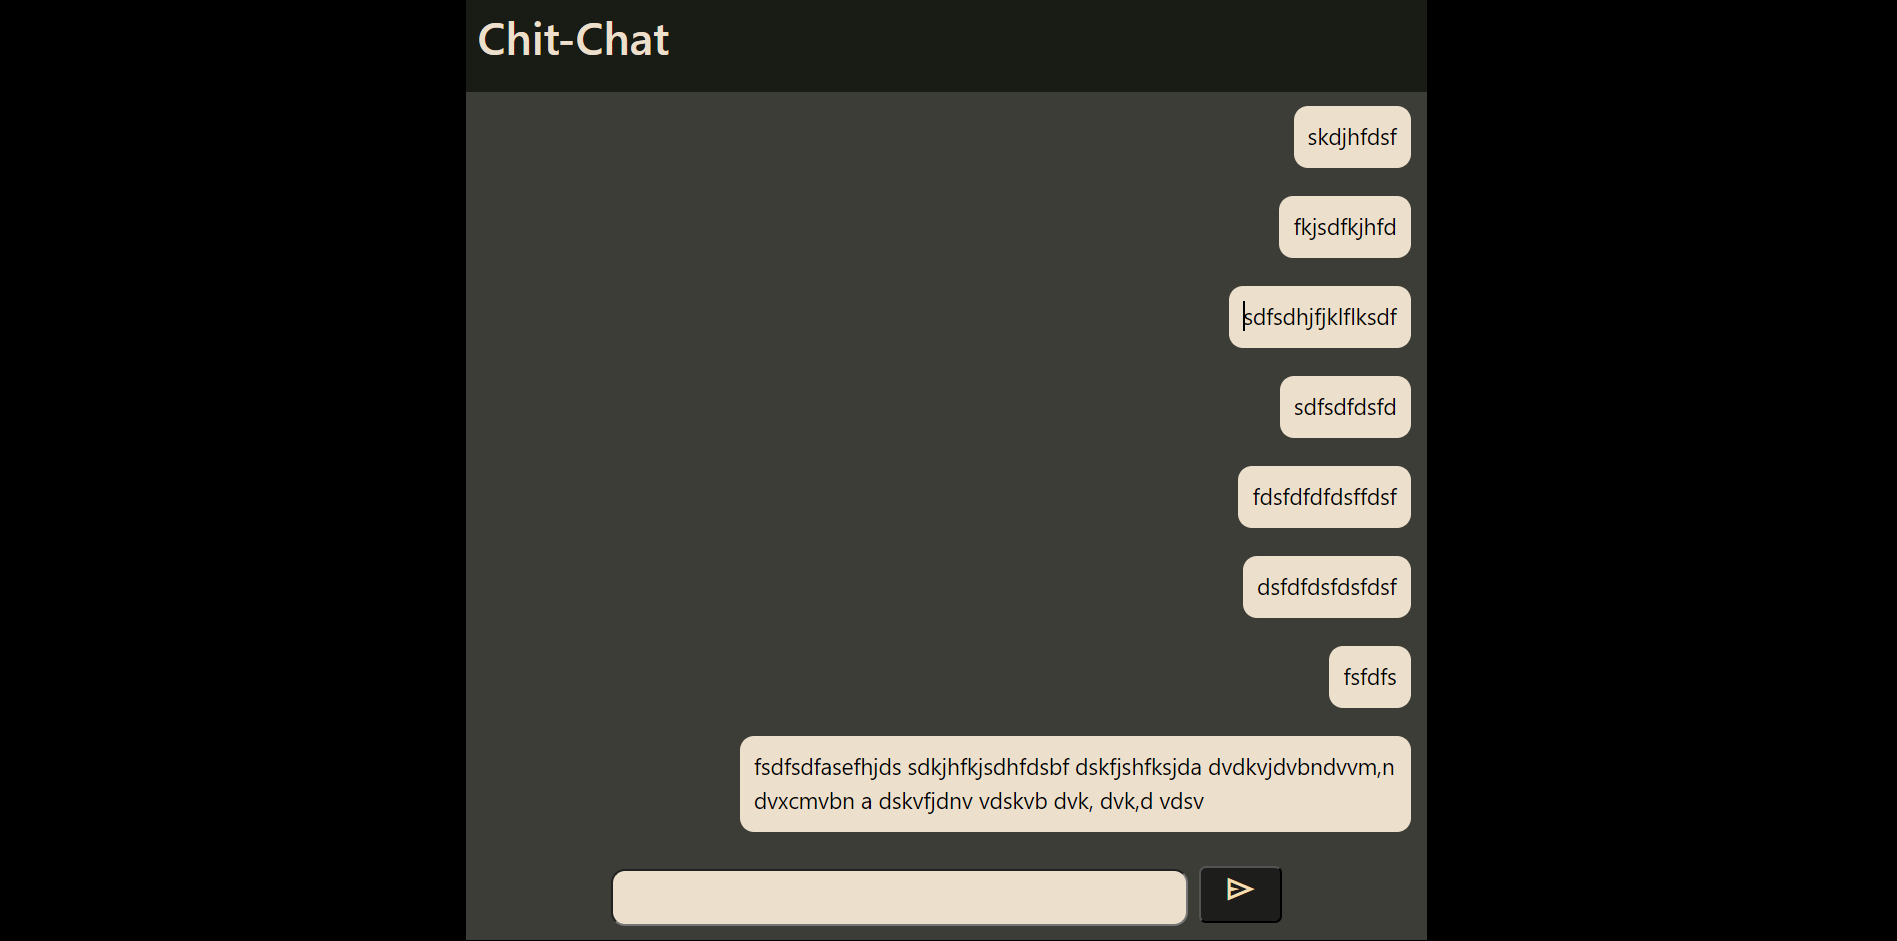 Chit-Chat
skdjhfdsf
fkjsdfkjhfd
sdfsdhjfjklflksdf
sdfsdfdsfd
fdsfdfdfdsffdsf
dsfdfdsfdsfdsf
fsfdfs
fsdfsdfasefhjds sdkjhfkjsdhfdsbf dskfjshfksjda dvdkvjdvbndvvm,n
dvxcmvbn a dskvfjdnv vdskvb dvk, dvk,d vdsv